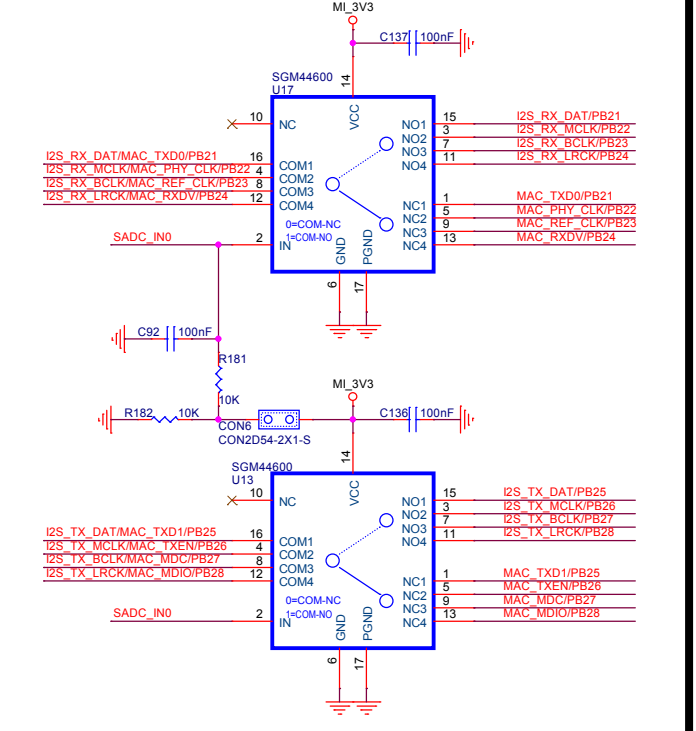 MI_3V3
C137 100nF
SGM44600
U17
14
VCC
10 NC
I2S_RX_DAT/MAC_TXD0/PB21 16 COM1
I2S_RX_MCLK/MAC_PHY_CLK/PB22 4 COM2
I2S_RX_BCLK/MAC_REF_CLK/PB23 8 COM3
I2S_RX_LRCK/MAC_RXDV/PB24 12 COM4
NO1 15 I2S_RX_DAT/PB21
NO2 3 I2S_RX_MCLK/PB22
NO3 7 I2S_RX_BCLK/PB23
NO4 11 I2S_RX_LRCK/PB24
NC1 1 MAC_TXD0/PB21
NC2 5 MAC_PHY_CLK/PB22
NC3 9 MAC_REF_CLK/PB23
NC4 13 MAC_RXDV/PB24
0=COM-NC
1=COM-NO
SADC_IN0 2 IN
GND
PGND
6
17
C92 100nF
R181
10K
R182 10K
CON6
CON2D54-2X1-S
MI_3V3
C136 100nF
SGM44600
U13
14
VCC
10 NC
I2S_TX_DAT/MAC_TXD1/PB25 16 COM1
I2S_TX_MCLK/MAC_TXEN/PB26 4 COM2
I2S_TX_BCLK/MAC_MDC/PB27 8 COM3
I2S_TX_LRCK/MAC_MDIO/PB28 12 COM4
NO1 15 I2S_TX_DAT/PB25
NO2 3 I2S_TX_MCLK/PB26
NO3 7 I2S_TX_BCLK/PB27
NO4 11 I2S_TX_LRCK/PB28
NC1 1 MAC_TXD1/PB25
NC2 5 MAC_TXEN/PB26
NC3 9 MAC_MDC/PB27
NC4 13 MAC_MDIO/PB28
0=COM-NC
1=COM-NO
SADC_IN0 2 IN
GND
PGND
6
17